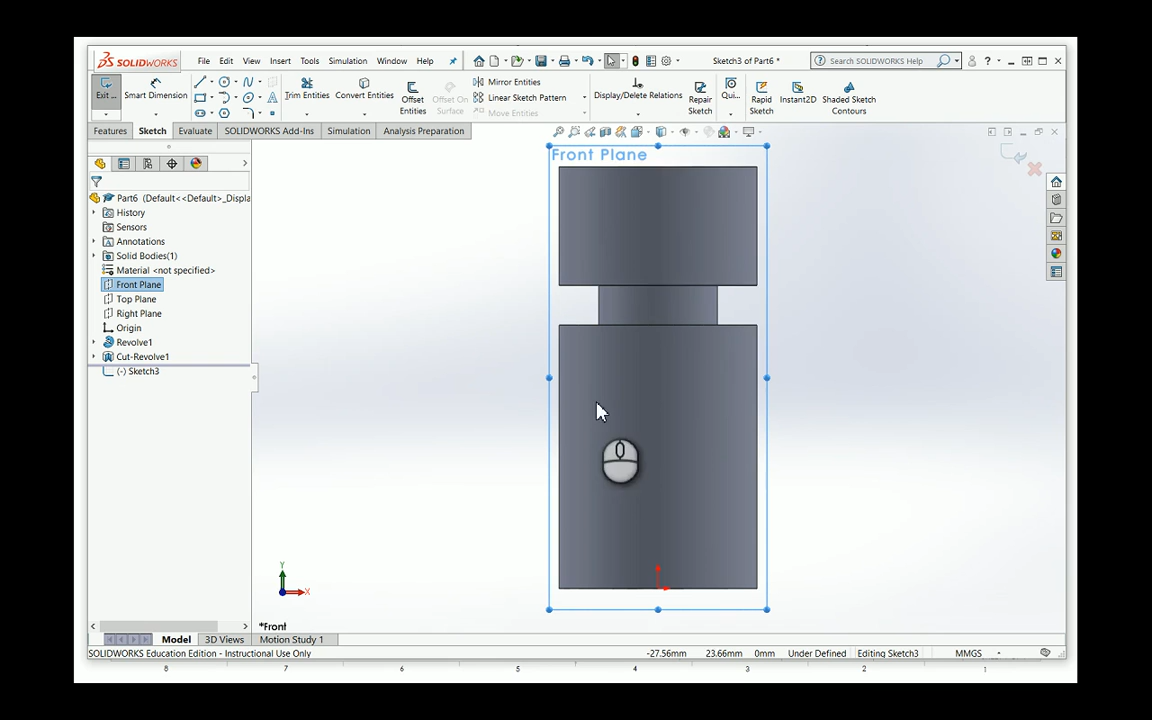 SOLIDWORKS File Edit View Insert Tools Simulation Window Help Sketch3 of Part6 * Search SOLIDWORKS Help ?
Exit ... Smart Dimension Trim Entities Convert Entities Offset Entities Offset On Surface Mirror Entities Linear Sketch Pattern Move Entities Display/Delete Relations Repair Sketch Qui... Rapid Sketch Instant2D Shaded Sketch Contours
Features Sketch Evaluate SOLIDWORKS Add-Ins Simulation Analysis Preparation
Front Plane
Part6 (Default<<Default>_Displa
History
Sensors
Annotations
Solid Bodies(1)
Material <not specified>
Front Plane
Top Plane
Right Plane
Origin
Revolve1
Cut-Revolve1
(-) Sketch3
Y
X
*Front
Model 3D Views Motion Study 1
SOLIDWORKS Education Edition - Instructional Use Only -27.56mm 23.66mm 0mm Under Defined Editing Sketch3 MMGS
8 7 6 5 4 3 2 1